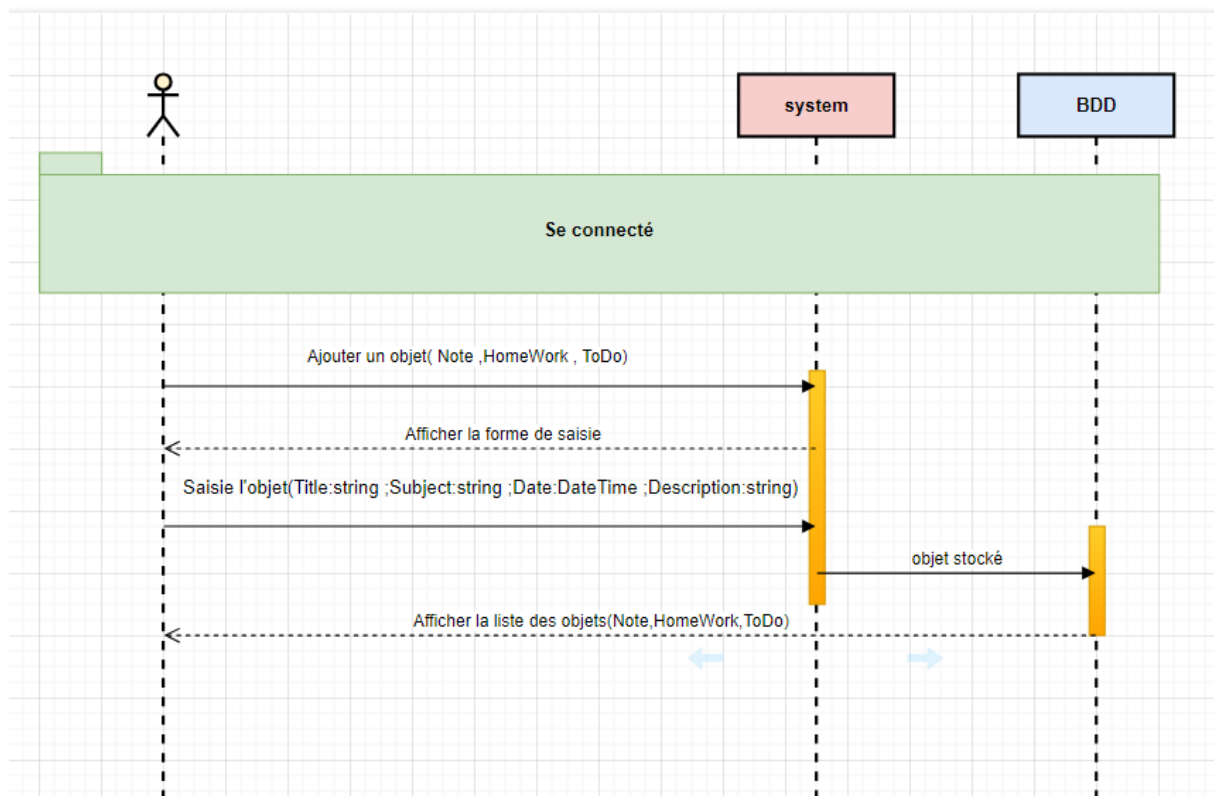 system
BDD
Se connecté
Ajouter un objet( Note ,HomeWork , ToDo)
Afficher la forme de saisie
Saisie l'objet(Title:string ;Subject:string ;Date:DateTime ;Description:string)
objet stocké
Afficher la liste des objets(Note,HomeWork,ToDo)